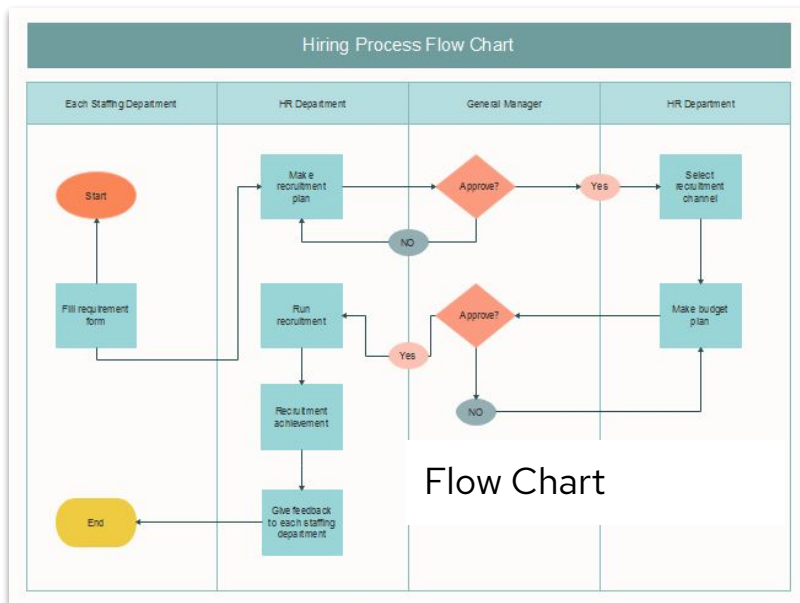 Hiring Process Flow Chart
Each Staffing Department
HR Department
General Manager
HR Department
Start
Make
recruitment
plan
Approve?
Yes
Select
recruitment
channel
NO
Fill requirement
form
Run
recruitment
Approve?
Make budget
plan
Yes
Recruitment
achievement
NO
Flow Chart
End
Give feedback
to each staffing
department